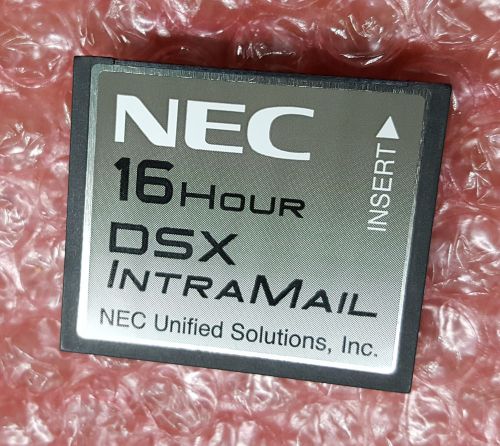 NEC
16 HOUR
DSX
INTRAMAIL
NEC Unified Solutions, Inc.
INSERT